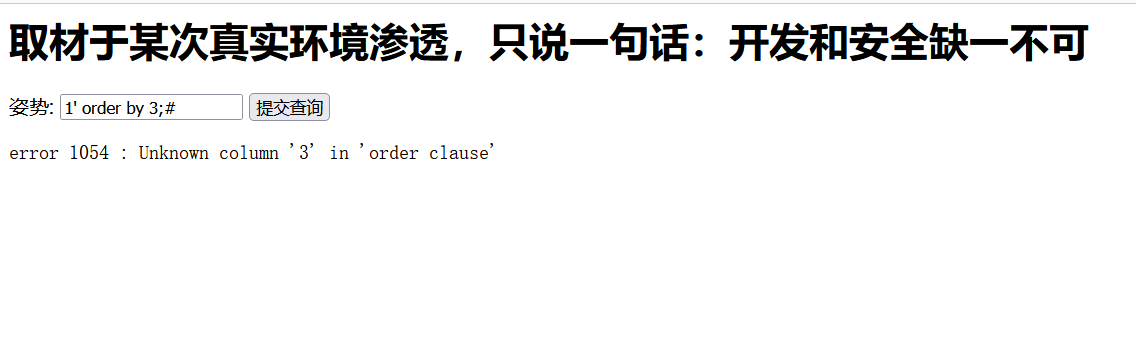 取材于某次真实环境渗透，只说一句话：开发和安全缺一不可
姿势: 1' order by 3;# 提交查询
error 1054 : Unknown column '3' in 'order clause'